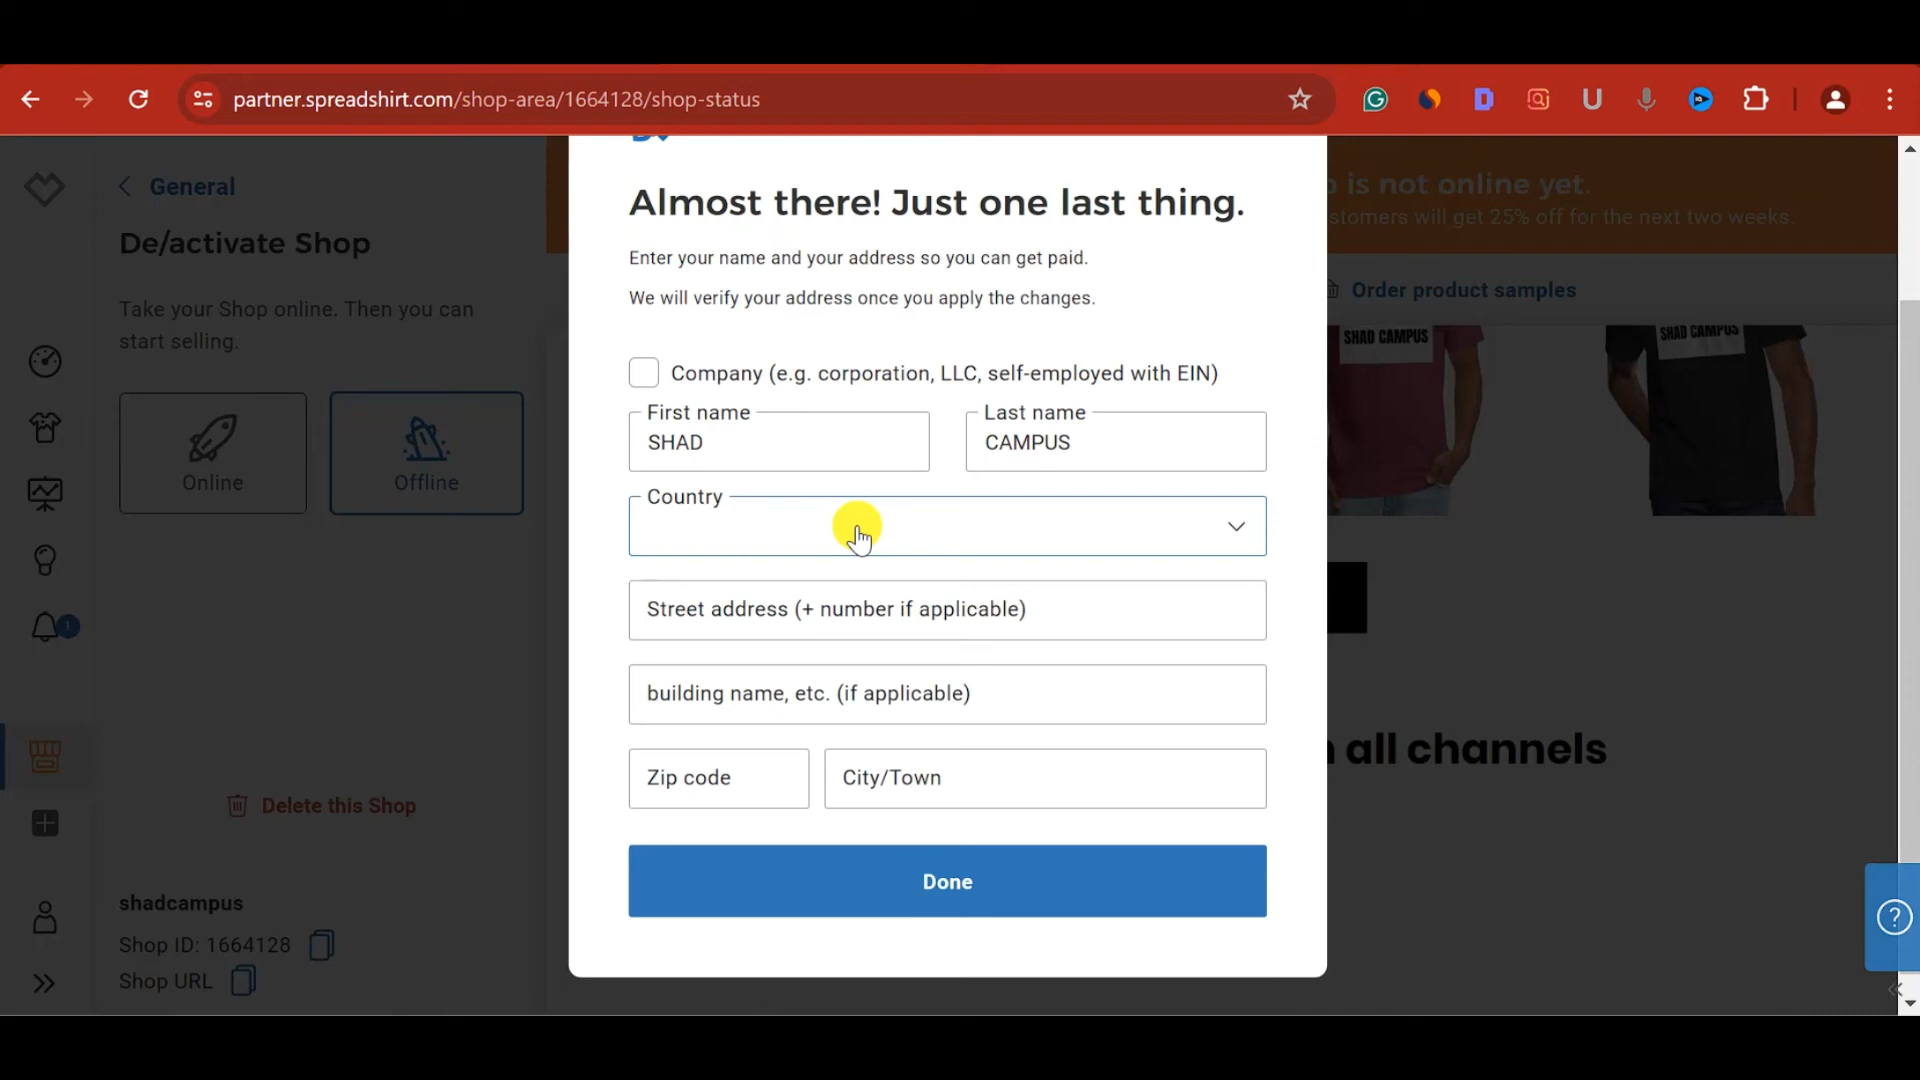 partner.spreadshirt.com/shop-area/1664128/shop-status
General
De/activate Shop
Take your Shop online. Then you can
start selling.
Online
Offline
Delete this Shop
shadcampus
Shop ID: 1664128
Shop URL
1
Almost there! Just one last thing.
Enter your name and your address so you can get paid.
We will verify your address once you apply the changes.
Company (e.g. corporation, LLC, self-employed with EIN)
First name
SHAD
Last name
CAMPUS
Country
Street address (+ number if applicable)
building name, etc. (if applicable)
Zip code
City/Town
Done
is not online yet.
stomers will get 25% off for the next two weeks.
Order product samples
SHAD CAMPUS
SHAD CAMPUS
all channels